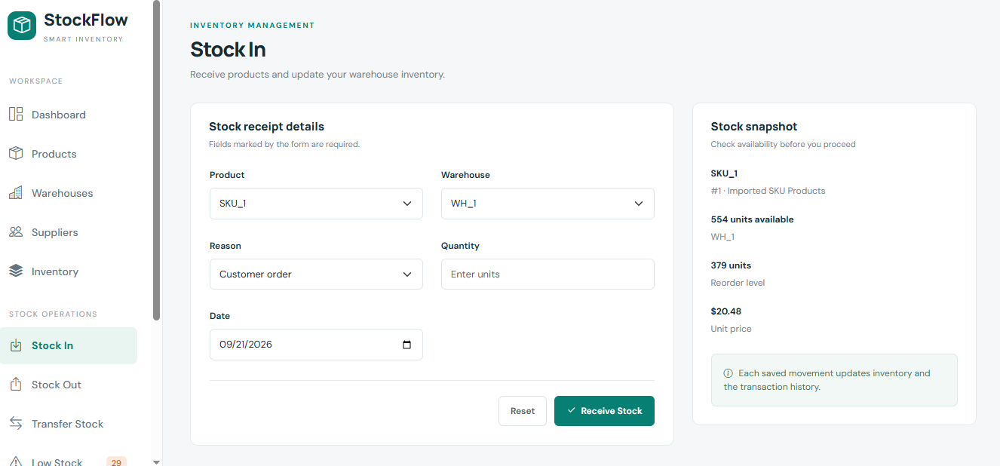 StockFlow
SMART INVENTORY
WORKSPACE
Dashboard
Products
Warehouses
Suppliers
Inventory
STOCK OPERATIONS
Stock In
Stock Out
Transfer Stock
Low Stock 29
INVENTORY MANAGEMENT
Stock In
Receive products and update your warehouse inventory.
Stock receipt details
Fields marked by the form are required.
Product
SKU_1
Warehouse
WH_1
Reason
Customer order
Quantity
Enter units
Date
09/21/2026
Reset
Receive Stock
Stock snapshot
Check availability before you proceed
SKU_1
#1 · Imported SKU Products
554 units available
WH_1
379 units
Reorder level
$20.48
Unit price
Each saved movement updates inventory and
the transaction history.